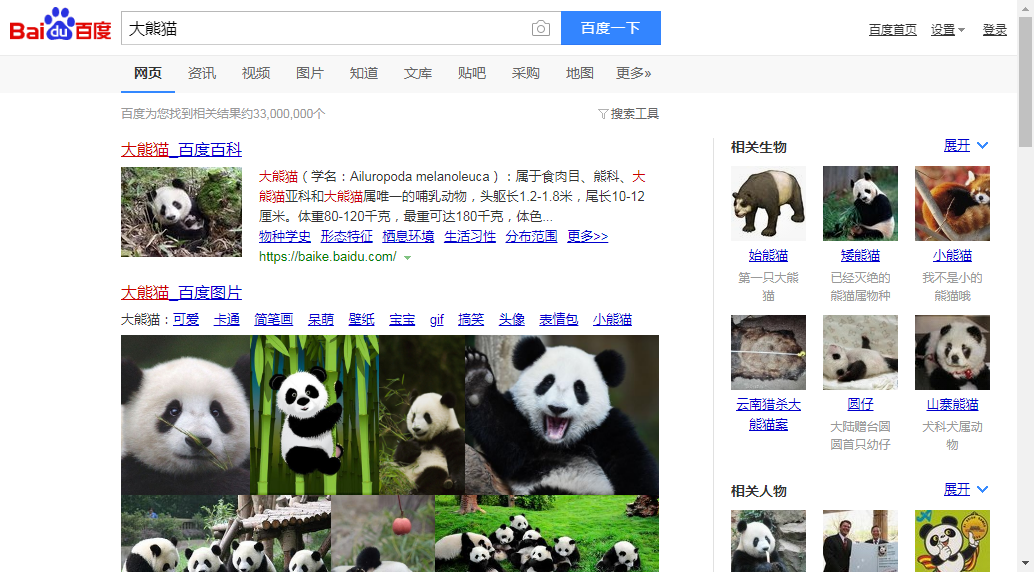 Bai du 百度
大熊猫
百度一下
百度首页 设置 登录
网页 资讯 视频 图片 知道 文库 贴吧 采购 地图 更多»
百度为您找到相关结果约33,000,000个
搜索工具
大熊猫_百度百科
大熊猫（学名：Ailuropoda melanoleuca）：属于食肉目、熊科、大
熊猫亚科和大熊猫属唯一的哺乳动物，头躯长1.2-1.8米，尾长10-12
厘米。体重80-120千克，最重可达180千克，体色...
物种学史 形态特征 栖息环境 生活习性 分布范围 更多>>
https://baike.baidu.com/
大熊猫_百度图片
大熊猫：可爱 卡通 简笔画 呆萌 壁纸 宝宝 gif 搞笑 头像 表情包 小熊猫
相关生物 展开
始熊猫 矮熊猫 小熊猫
第一只大熊
猫
已经灭绝的
熊猫属物种
我不是小的
熊猫哦
云南猎杀大
熊猫案
圆仔
大陆赠台圆
圆首只幼仔
山寨熊猫
犬科犬属动
物
相关人物 展开